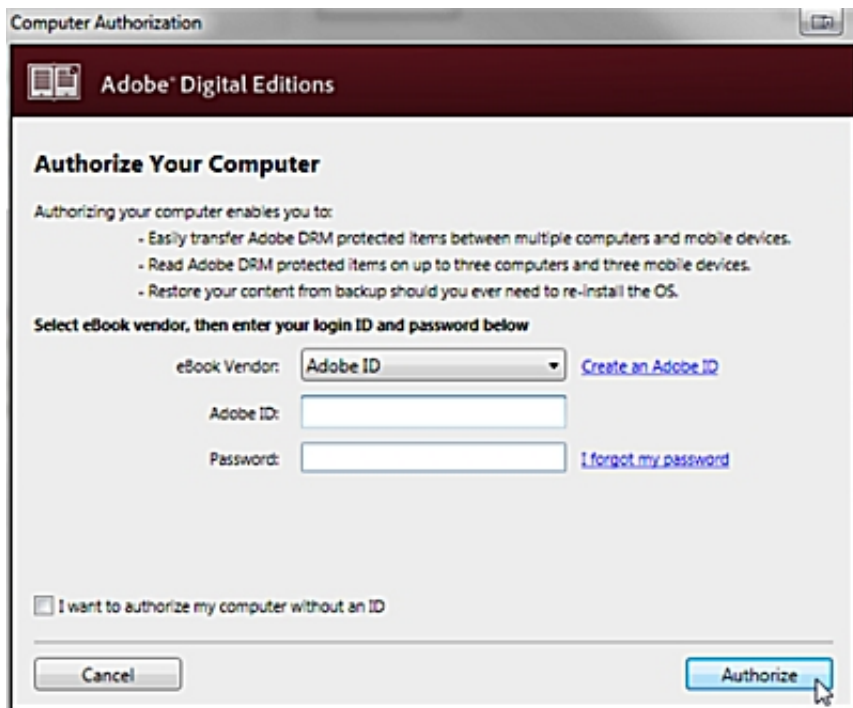 Computer Authorization
Adobe® Digital Editions
Authorize Your Computer
Authorizing your computer enables you to:
- Easily transfer Adobe DRM protected items between multiple computers and mobile devices.
- Read Adobe DRM protected items on up to three computers and three mobile devices.
- Restore your content from backup should you ever need to re-install the OS.
Select eBook vendor, then enter your login ID and password below
eBook Vendor: Adobe ID Create an Adobe ID
Adobe ID:
Password: I forgot my password
I want to authorize my computer without an ID
Cancel Authorize